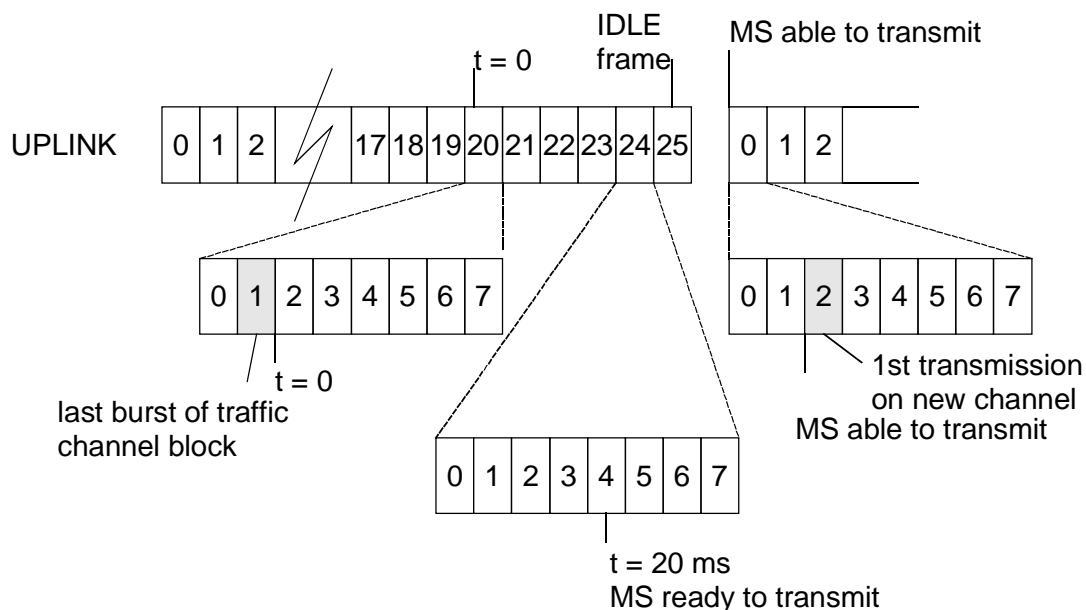 IDLE
frame
MS able to transmit
t = 0
UPLINK
0 1 2 17 18 19 20 21 22 23 24 25
0 1 2
0 1 2 3 4 5 6 7
0 1 2 3 4 5 6 7
t = 0
last burst of traffic
channel block
1st transmission
on new channel
MS able to transmit
0 1 2 3 4 5 6 7
t = 20 ms
MS ready to transmit